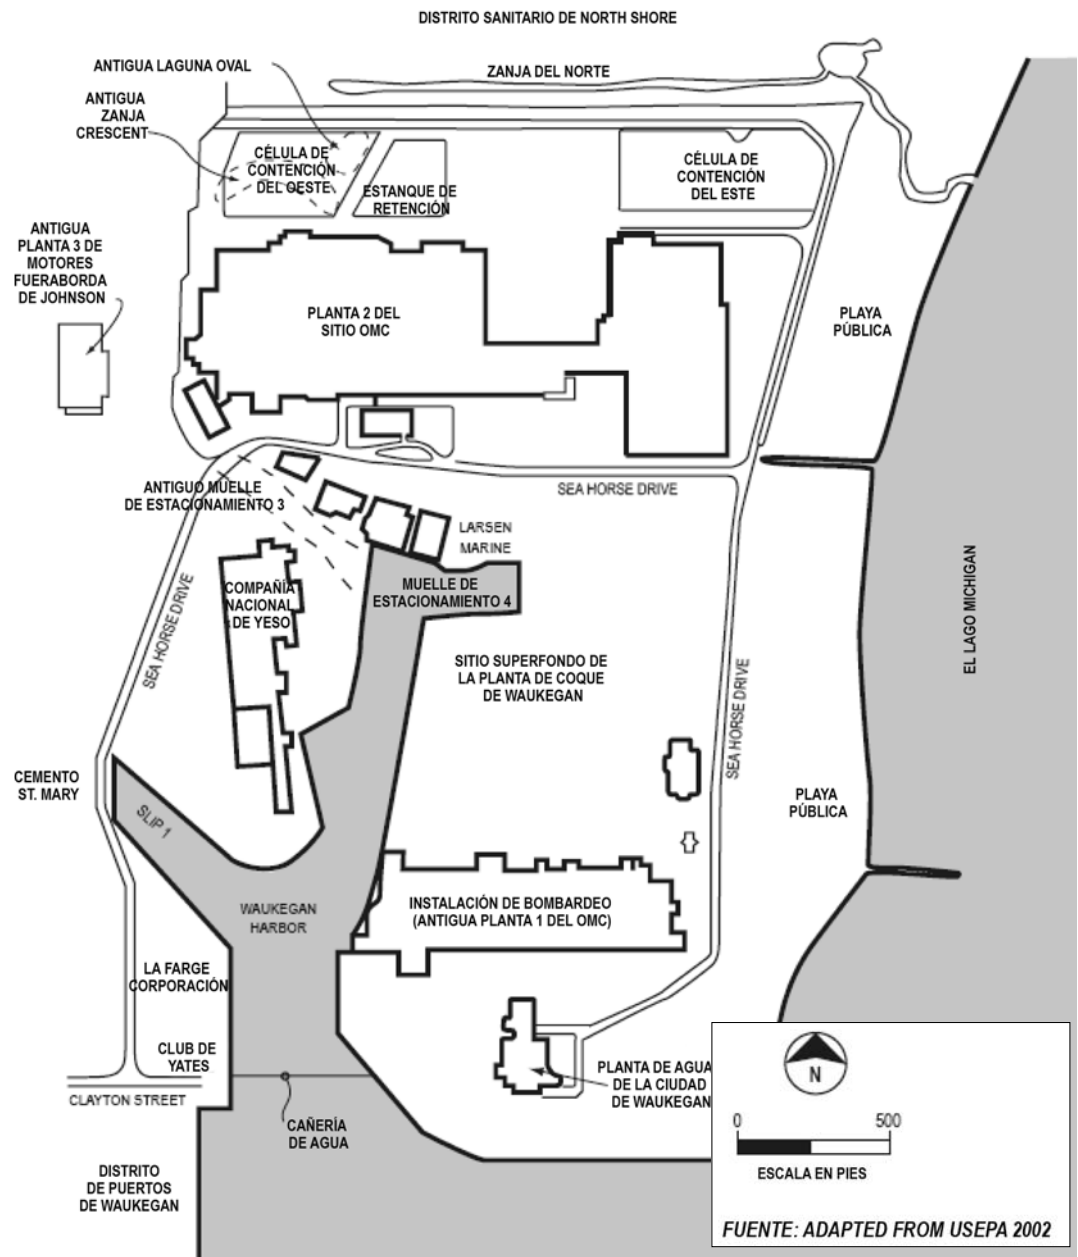 DISTRITO SANITARIO DE NORTH SHORE
ANTIGUA LAGUNA OVAL
ZANJA DEL NORTE
ANTIGUA
ZANJA
CRESCENT
CÉLULA DE
CONTENCIÓN
DEL OESTE
ESTANQUE DE
RETENCIÓN
CÉLULA DE
CONTENCIÓN
DEL ESTE
ANTIGUA
PLANTA 3 DE
MOTORES
FUERABORDA
DE JOHNSON
PLANTA 2 DEL
SITIO OMC
PLAYA
PÚBLICA
ANTIGUO MUELLE
DE ESTACIONAMIENTO 3
SEA HORSE DRIVE
LARSEN
MARINE
MUELLE DE
ESTACIONAMIENTO 4
COMPAÑÍA
NACIONAL
DE YESO
SEA HORSE DRIVE
SITIO SUPERFONDO DE
LA PLANTA DE COQUE
DE WAUKEGAN
EL LAGO MICHIGAN
SEA HORSE DRIVE
CEMENTO
ST. MARY
SLIP 1
PLAYA
PÚBLICA
WAUKEGAN
HARBOR
INSTALACIÓN DE BOMBARDEO
(ANTIGUA PLANTA 1 DEL OMC)
LA FARGE
CORPORACIÓN
CLUB DE
YATES
CLAYTON STREET
CAÑERÍA
DE AGUA
PLANTA DE AGUA
DE LA CIUDAD
DE WAUKEGAN
DISTRITO
DE PUERTOS
DE WAUKEGAN
N
0 500
ESCALA EN PIES
FUENTE: ADAPTED FROM USEPA 2002